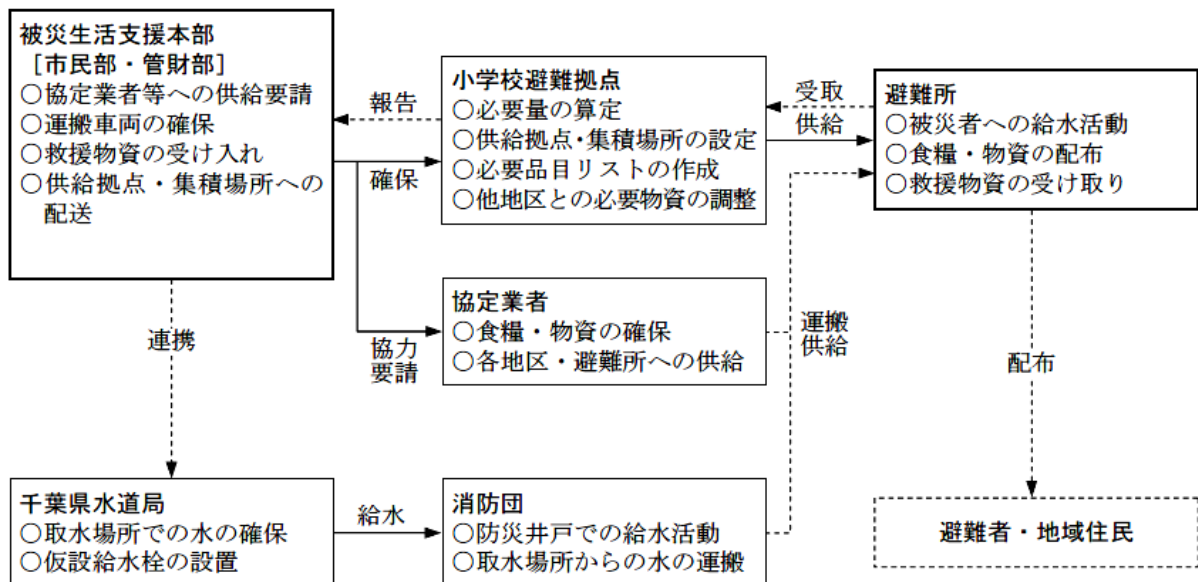 被災生活支援本部
［市民部・管財部］
○協定業者等への供給要請
○運搬車両の確保
○救援物資の受け入れ
○供給拠点・集積場所への
配送
報告
確保
小学校避難拠点
○必要量の算定
○供給拠点・集積場所の設定
○必要品目リストの作成
○他地区との必要物資の調整
受取
供給
避難所
○被災者への給水活動
○食糧・物資の配布
○救援物資の受け取り
連携
協力
要請
協定業者
○食糧・物資の確保
○各地区・避難所への供給
運搬
供給
配布
千葉県水道局
○取水場所での水の確保
○仮設給水栓の設置
給水
消防団
○防災井戸での給水活動
○取水場所からの水の運搬
避難者・地域住民